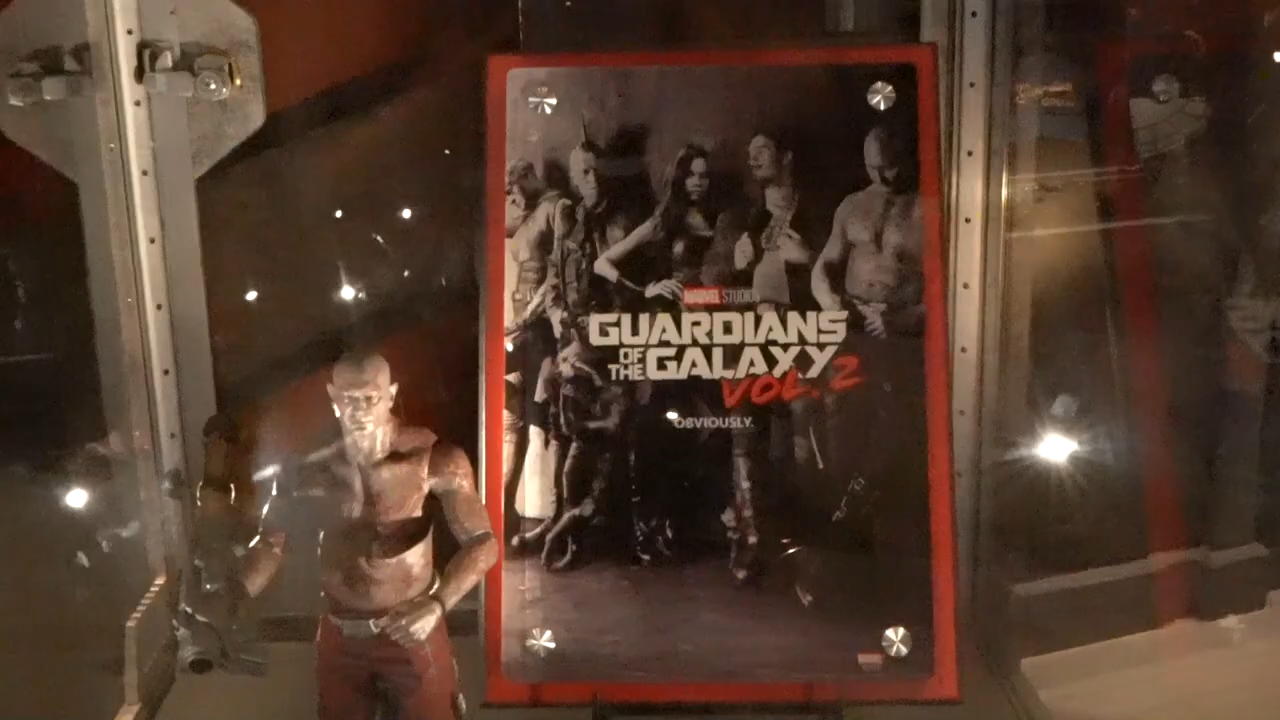 MARVEL STUDIOS
GUARDIANS
OF THE GALAXY
VOL. 2
OBVIOUSLY.